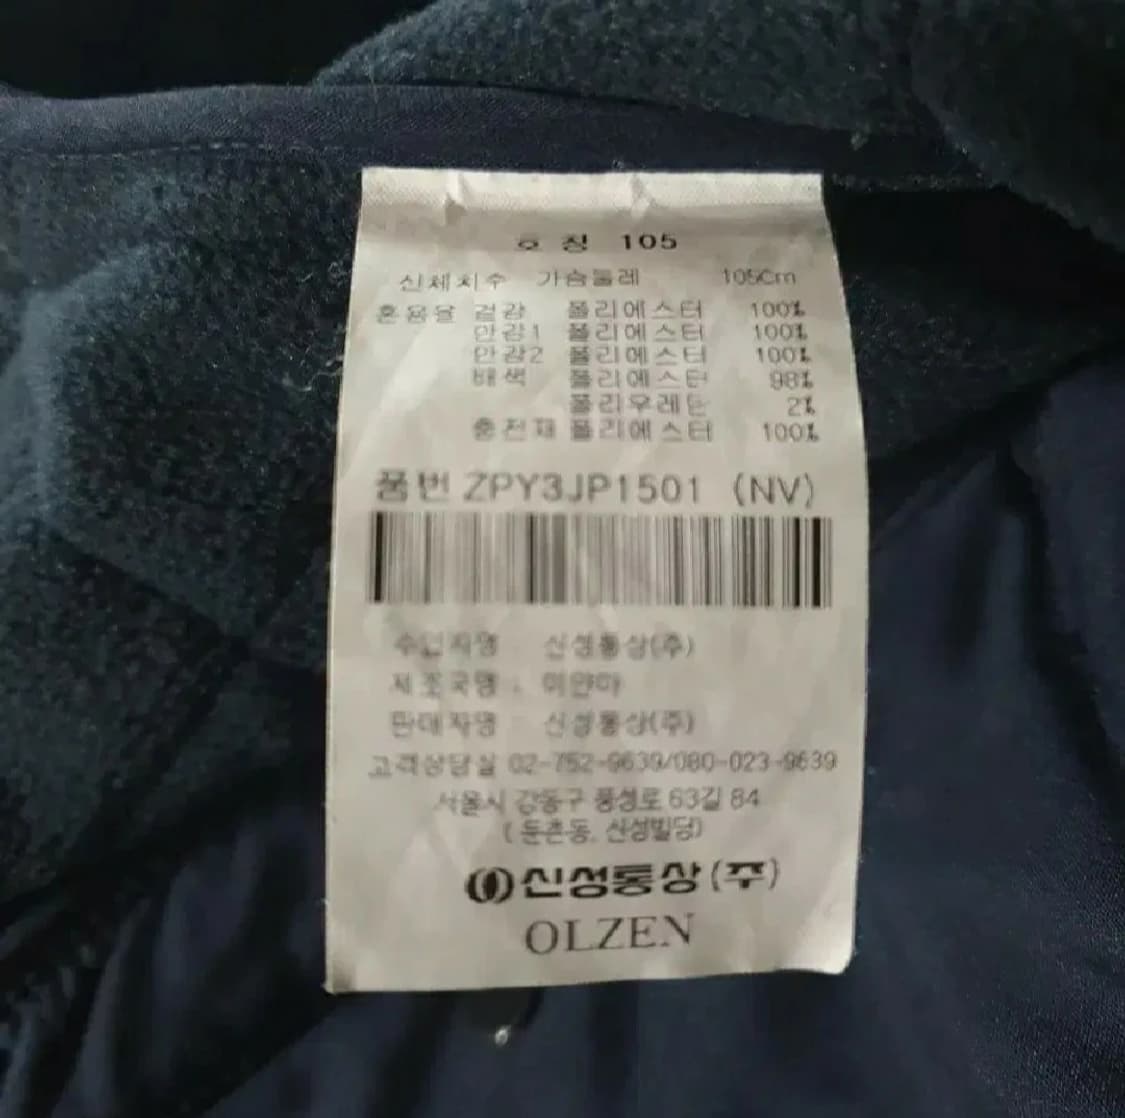 호칭 105
신체치수 가슴둘레 105Cm
혼용율 겉감 폴리에스터 100%
안감1 폴리에스터 100%
안감2 폴리에스터 100%
배색 폴리에스터 98%
폴리우레탄 2%
충전재 폴리에스터 100%
품번 ZPY3JP1501 (NV)
수입자명 : 신성통상(주)
제조국명 : 미얀마
판매자명 : 신성통상(주)
고객상담실 02-752-9639/080-023-9639
서울시 강동구 풍성로 63길 84
( 둔촌동, 신성빌딩)
신성통상(주)
OLZEN